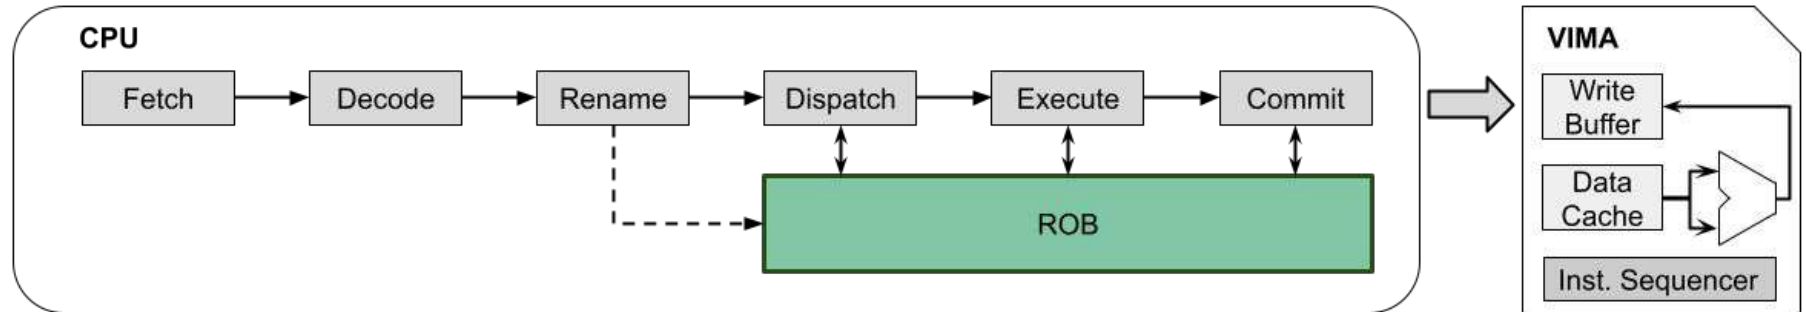 CPU
Fetch
Decode
Rename
Dispatch
Execute
Commit
ROB
VIMA
Write
Buffer
Data
Cache
Inst. Sequencer